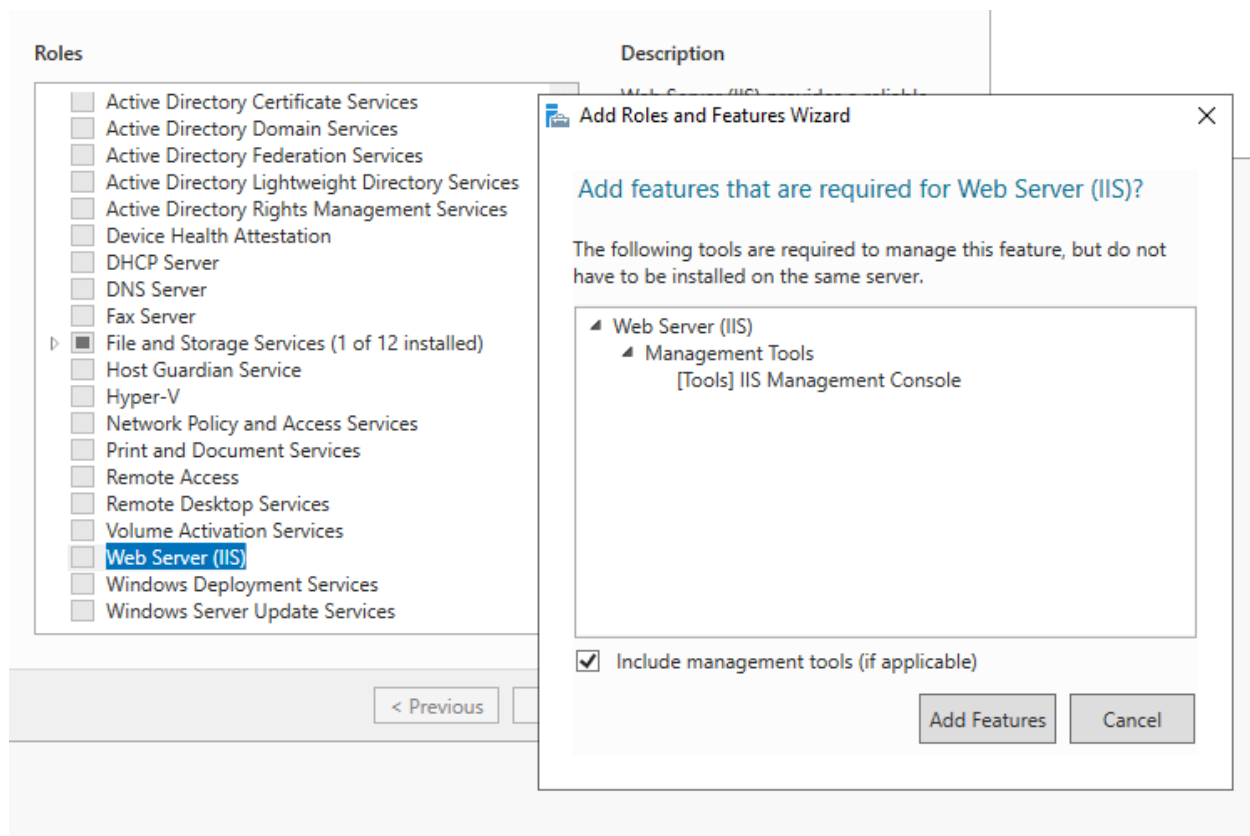 Roles
Active Directory Certificate Services
Active Directory Domain Services
Active Directory Federation Services
Active Directory Lightweight Directory Services
Active Directory Rights Management Services
Device Health Attestation
DHCP Server
DNS Server
Fax Server
File and Storage Services (1 of 12 installed)
Host Guardian Service
Hyper-V
Network Policy and Access Services
Print and Document Services
Remote Access
Remote Desktop Services
Volume Activation Services
Web Server (IIS)
Windows Deployment Services
Windows Server Update Services
< Previous
Description
Web Server (IIS) provides a reliable
Add Roles and Features Wizard
Add features that are required for Web Server (IIS)?
The following tools are required to manage this feature, but do not
have to be installed on the same server.
Web Server (IIS)
Management Tools
[Tools] IIS Management Console
Include management tools (if applicable)
Add Features
Cancel